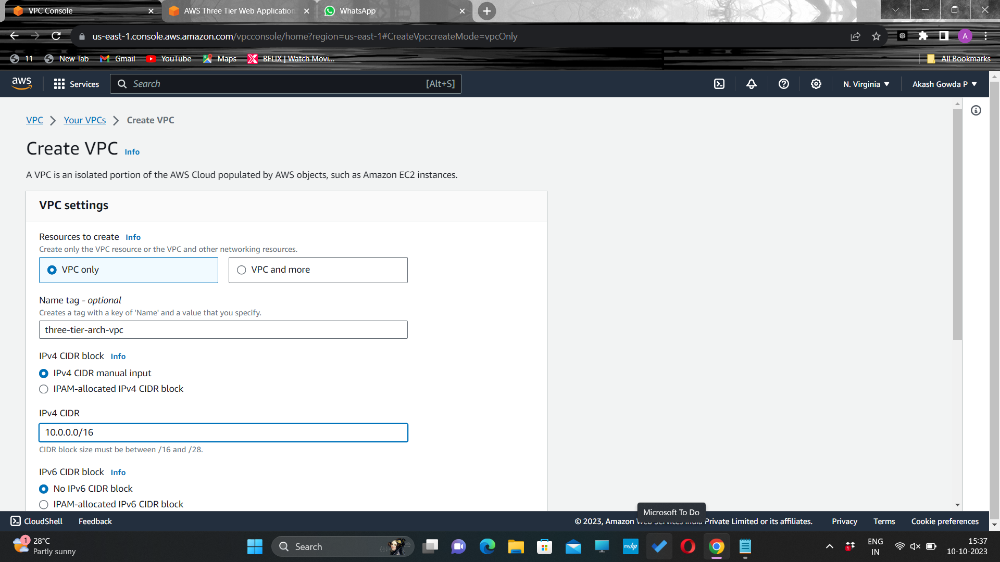 VPC Console
AWS Three Tier Web Application
WhatsApp
us-east-1.console.aws.amazon.com/vpcconsole/home?region=us-east-1#CreateVpc:createMode=vpcOnly
A
11
New Tab
Gmail
YouTube
Maps
BFLIX | Watch Movi...
All Bookmarks
aws
Services
Search
[Alt+S]
N. Virginia
Akash Gowda P
VPC
Your VPCs
Create VPC
Create VPC Info
A VPC is an isolated portion of the AWS Cloud populated by AWS objects, such as Amazon EC2 instances.
VPC settings
Resources to create Info
Create only the VPC resource or the VPC and other networking resources.
VPC only
VPC and more
Name tag - optional
Creates a tag with a key of 'Name' and a value that you specify.
three-tier-arch-vpc
IPv4 CIDR block Info
IPv4 CIDR manual input
IPAM-allocated IPv4 CIDR block
IPv4 CIDR
10.0.0.0/16
CIDR block size must be between /16 and /28.
IPv6 CIDR block Info
No IPv6 CIDR block
IPAM-allocated IPv6 CIDR block
Microsoft To Do
CloudShell
Feedback
© 2023, Amazon Web Services India Private Limited or its affiliates.
Privacy
Terms
Cookie preferences
1
28°C
Partly sunny
Search
myhp
1
ENG
IN
15:37
10-10-2023